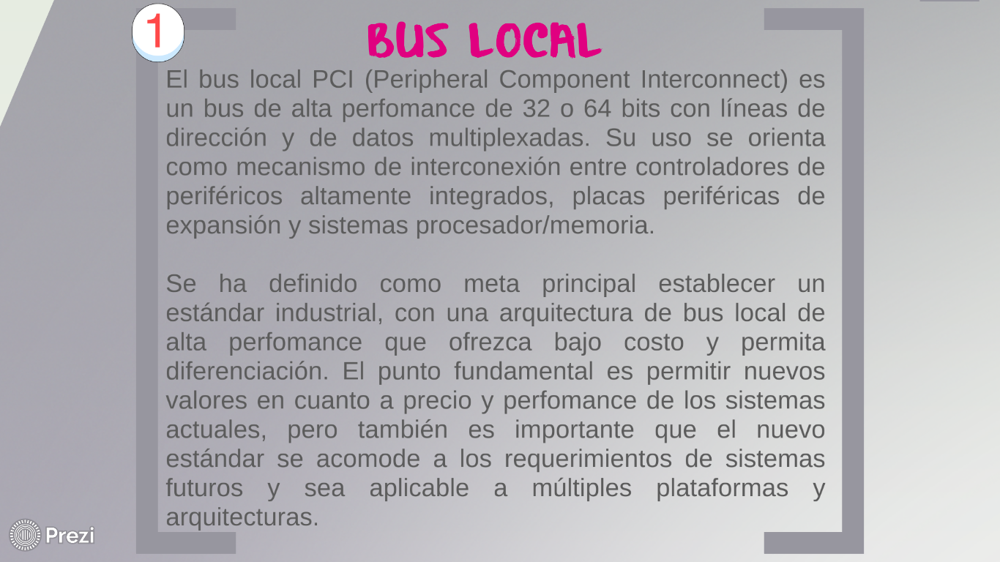 1
BUS LOCAL
El bus local PCI (Peripheral Component Interconnect) es
un bus de alta perfomance de 32 o 64 bits con líneas de
dirección y de datos multiplexadas. Su uso se orienta
como mecanismo de interconexión entre controladores de
periféricos altamente integrados, placas periféricas de
expansión y sistemas procesador/memoria.
Se ha definido como meta principal establecer un
estándar industrial, con una arquitectura de bus local de
alta perfomance que ofrezca bajo costo y permita
diferenciación. El punto fundamental es permitir nuevos
valores en cuanto a precio y perfomance de los sistemas
actuales, pero también es importante que el nuevo
estándar se acomode a los requerimientos de sistemas
futuros y sea aplicable a múltiples plataformas y
arquitecturas.
Prezi